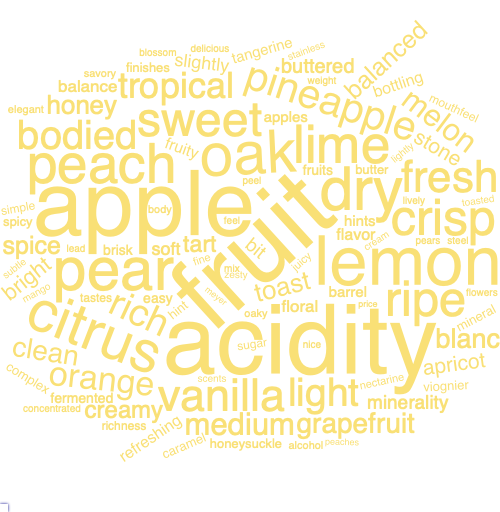 blossom
delicious
stainless
tangerine
balanced
savory
finishes
slightly
buttered
weight
balance
tropical
pineapple
bottling
elegant
honey
sweet
apples
melon
mouthfeel
bodied
fruity
oak
lime
stone
lightly
peach
peel
fruits
butter
dry
fresh
simple
apple
body
feel
fruit
hints
lively
toasted
spicy
flavor
crisp
spice
lead
brisk
soft
tart
bit
cream
pears
steel
suple
bright
pear
fine
mix
zesty
juicy
lemon
mango
tastes
easy
toast
barrel
ripe
flowers
citrus
rich
hint
meyer
floral
price
mineral
oaky
acidity
clean
sugar
nice
blanc
complex
orange
scents
nectarine
apricot
viognier
fermented
vanilla
light
minerality
concentrated
creamy
richness
refreshing
medium
grapefruit
caramel
honeysuckle
alcohol
peaches